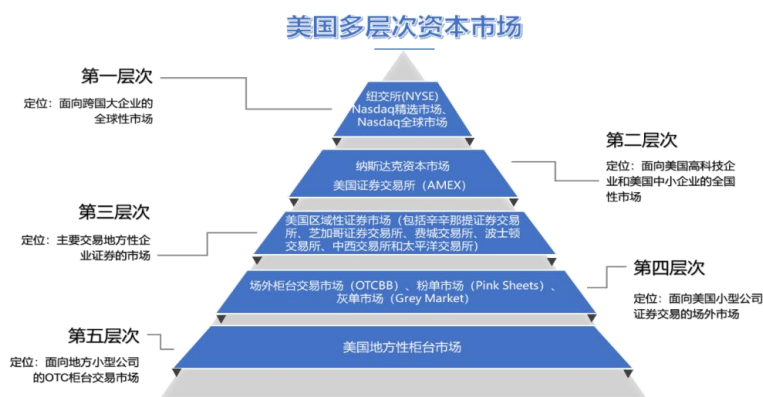 美国多层次资本市场
第一层次
定位：面向跨国大企业的
全球性市场
纽交所(NYSE)
Nasdaq精选市场、
Nasdaq全球市场
第二层次
定位：面向美国高科技企
业和美国中小企业的全国
性市场
纳斯达克资本市场
美国证券交易所（AMEX）
第三层次
定位：主要交易地方性企
业证券的市场
美国区域性证券市场（包括辛辛那提证券交易
所、芝加哥证券交易所、费城交易所、波士顿
交易所、中西交易所和太平洋交易所）
第四层次
定位：面向美国小型公司
证券交易的场外市场
场外柜台交易市场（OTCBB）、粉单市场（Pink Sheets）、
灰单市场（Grey Market）
第五层次
定位：面向地方小型公司
的OTC柜台交易市场
美国地方性柜台市场